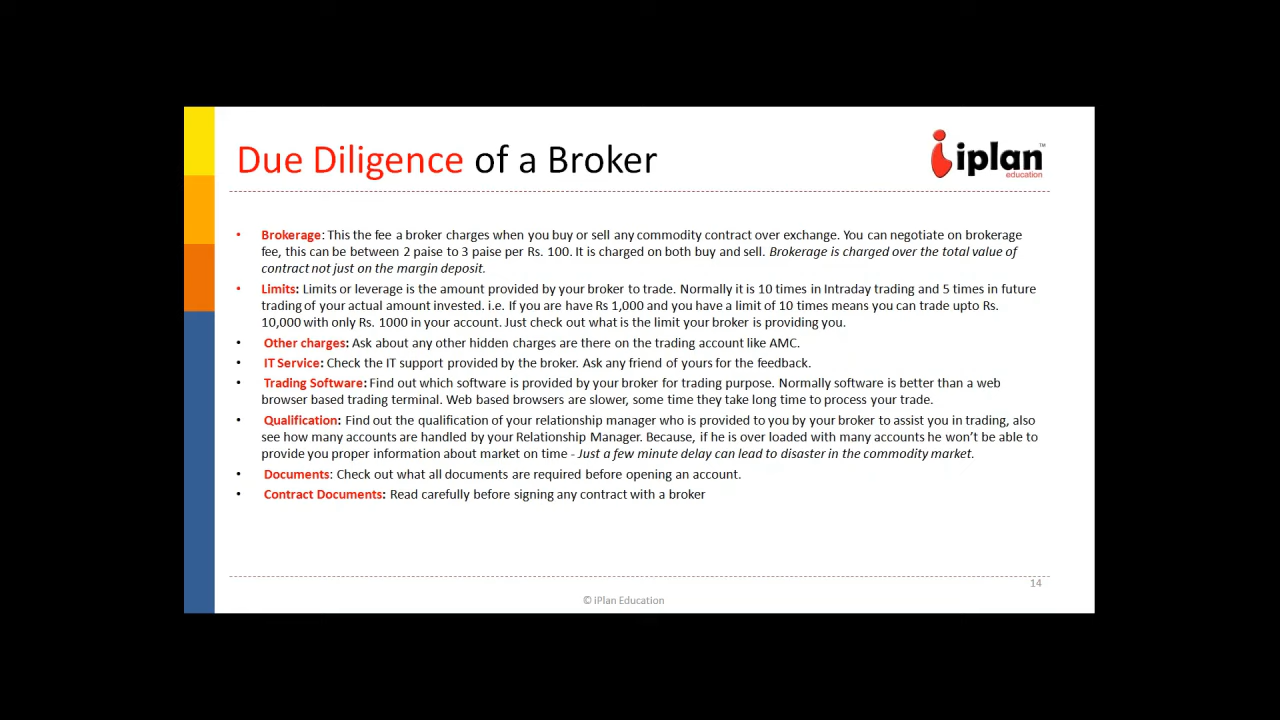 Due Diligence of a Broker
iplan™
education
• Brokerage: This the fee a broker charges when you buy or sell any commodity contract over exchange. You can negotiate on brokerage
fee, this can be between 2 paise to 3 paise per Rs. 100. It is charged on both buy and sell. Brokerage is charged over the total value of
contract not just on the margin deposit.
• Limits: Limits or leverage is the amount provided by your broker to trade. Normally it is 10 times in Intraday trading and 5 times in future
trading of your actual amount invested. i.e. If you are have Rs 1,000 and you have a limit of 10 times means you can trade upto Rs.
10,000 with only Rs. 1000 in your account. Just check out what is the limit your broker is providing you.
• Other charges: Ask about any other hidden charges are there on the trading account like AMC.
• IT Service: Check the IT support provided by the broker. Ask any friend of yours for the feedback.
• Trading Software: Find out which software is provided by your broker for trading purpose. Normally software is better than a web
browser based trading terminal. Web based browsers are slower, some time they take long time to process your trade.
• Qualification: Find out the qualification of your relationship manager who is provided to you by your broker to assist you in trading, also
see how many accounts are handled by your Relationship Manager. Because, if he is over loaded with many accounts he won't be able to
provide you proper information about market on time - Just a few minute delay can lead to disaster in the commodity market.
• Documents: Check out what all documents are required before opening an account.
• Contract Documents: Read carefully before signing any contract with a broker
14
© iPlan Education